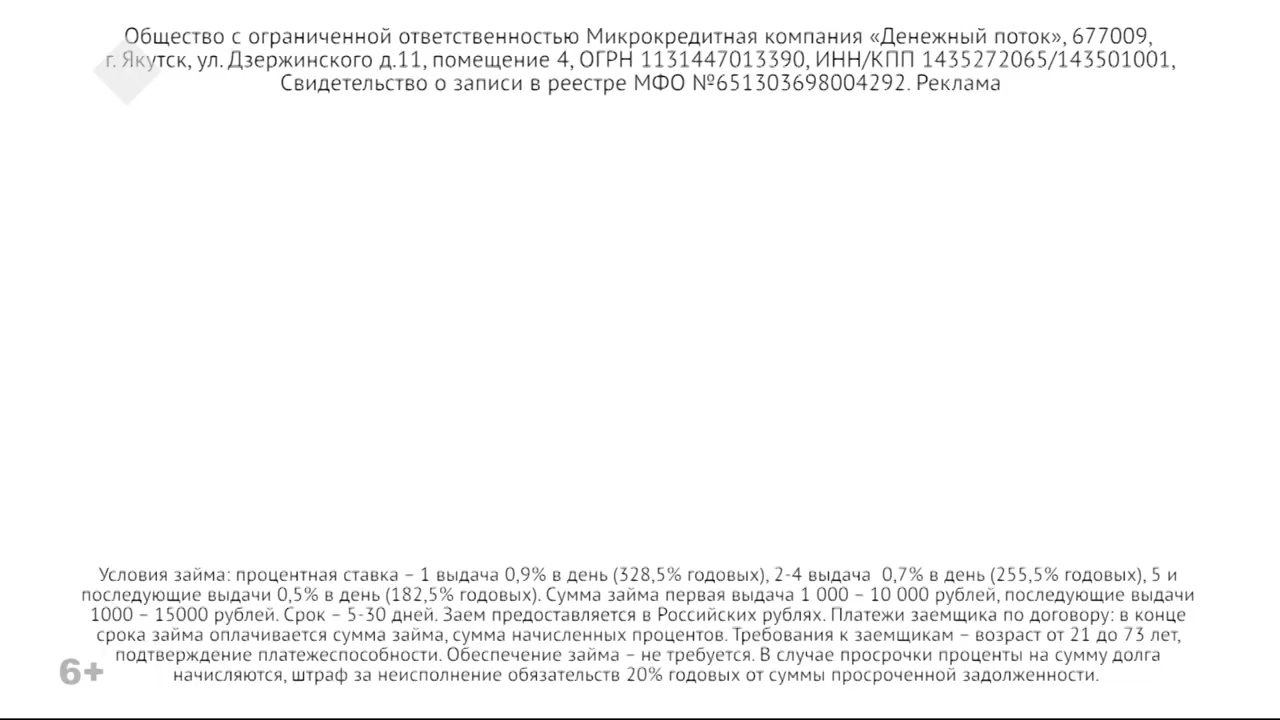 Общество с ограниченной ответственностью Микрокредитная компания «Денежный поток», 677009,
г. Якутск, ул. Дзержинского д.11, помещение 4, ОГРН 1131447013390, ИНН/КПП 1435272065/143501001,
Свидетельство о записи в реестре МФО №651303698004292. Реклама
Условия займа: процентная ставка – 1 выдача 0,9% в день (328,5% годовых), 2-4 выдача 0,7% в день (255,5% годовых), 5 и
последующие выдачи 0,5% в день (182,5% годовых). Сумма займа первая выдача 1 000 – 10 000 рублей, последующие выдачи
1000 – 15000 рублей. Срок – 5-30 дней. Заем предоставляется в Российских рублях. Платежи заемщика по договору: в конце
срока займа оплачивается сумма займа, сумма начисленных процентов. Требования к заемщикам – возраст от 21 до 73 лет,
подтверждение платежеспособности. Обеспечение займа – не требуется. В случае просрочки проценты на сумму долга
начисляются, штраф за неисполнение обязательств 20% годовых от суммы просроченной задолженности.
6+